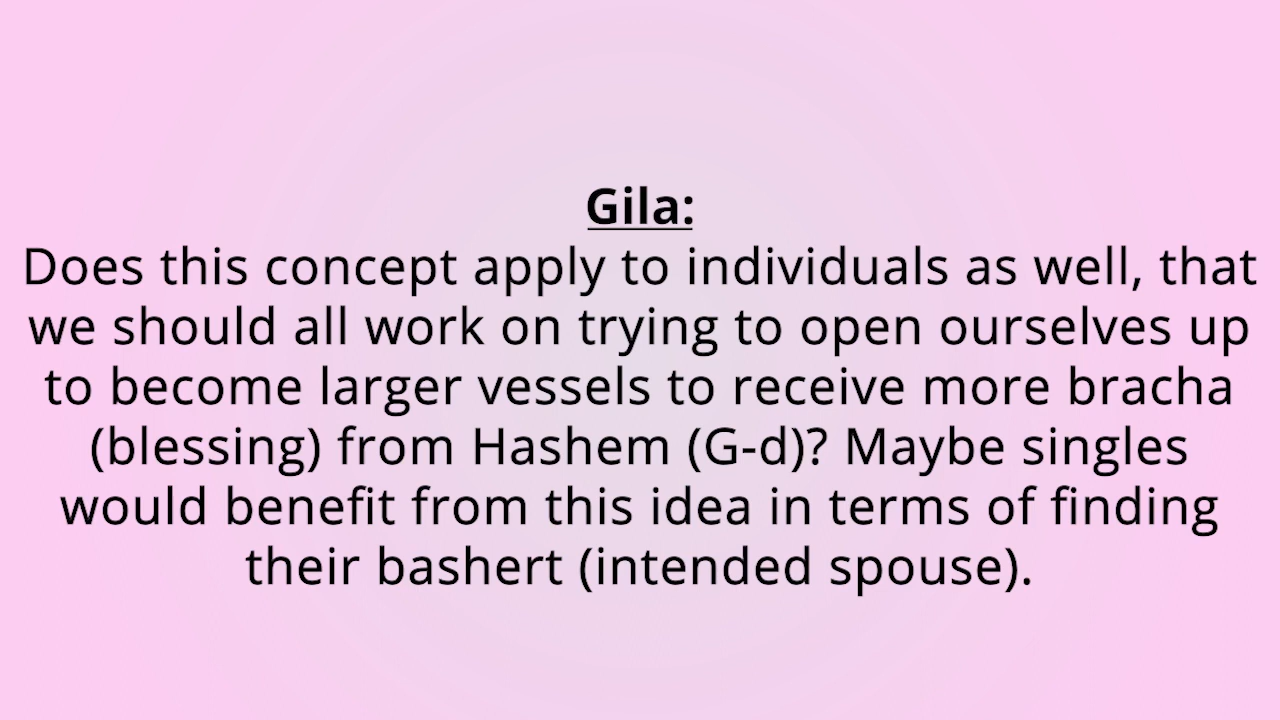 Gila:
Does this concept apply to individuals as well, that
we should all work on trying to open ourselves up
to become larger vessels to receive more bracha
(blessing) from Hashem (G-d)? Maybe singles
would benefit from this idea in terms of finding
their bashert (intended spouse).